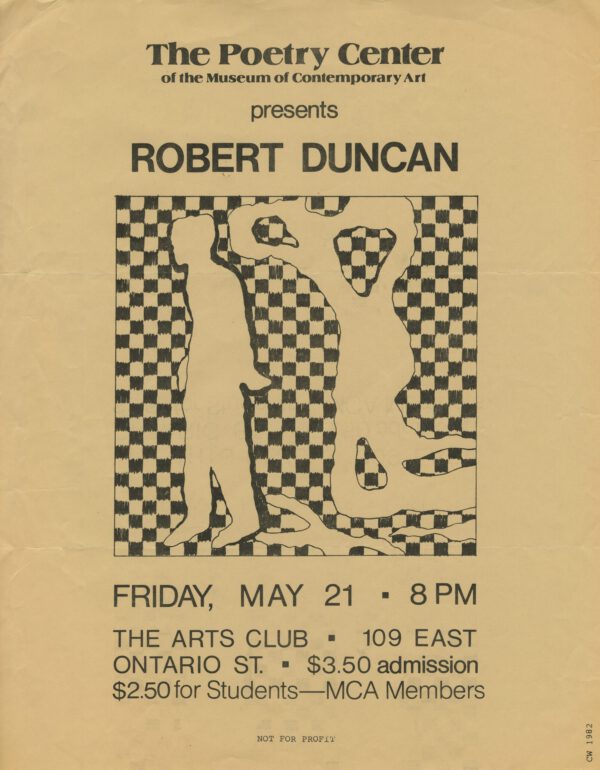 The Poetry Center
of the Museum of Contemporary Art
presents
ROBERT DUNCAN
FRIDAY, MAY 21 ▪ 8 PM
THE ARTS CLUB ▪ 109 EAST
ONTARIO ST. ▪ $3.50 admission
$2.50 for Students—MCA Members
NOT FOR PROFIT
CW 1982